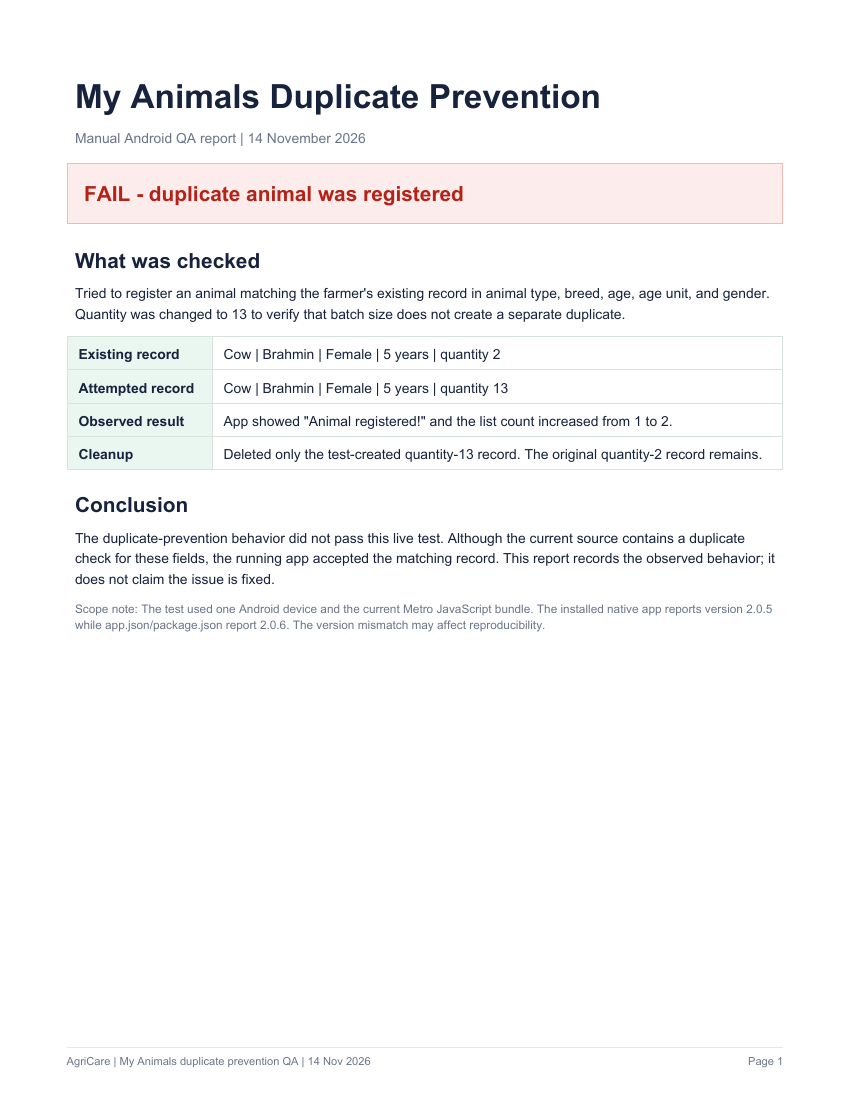 My Animals Duplicate Prevention
Manual Android QA report | 14 November 2026
FAIL - duplicate animal was registered
What was checked
Tried to register an animal matching the farmer's existing record in animal type, breed, age, age unit, and gender.
Quantity was changed to 13 to verify that batch size does not create a separate duplicate.
Existing record Cow | Brahmin | Female | 5 years | quantity 2
Attempted record Cow | Brahmin | Female | 5 years | quantity 13
Observed result App showed "Animal registered!" and the list count increased from 1 to 2.
Cleanup Deleted only the test-created quantity-13 record. The original quantity-2 record remains.
Conclusion
The duplicate-prevention behavior did not pass this live test. Although the current source contains a duplicate
check for these fields, the running app accepted the matching record. This report records the observed behavior; it
does not claim the issue is fixed.
Scope note: The test used one Android device and the current Metro JavaScript bundle. The installed native app reports version 2.0.5
while app.json/package.json report 2.0.6. The version mismatch may affect reproducibility.
AgriCare | My Animals duplicate prevention QA | 14 Nov 2026 Page 1